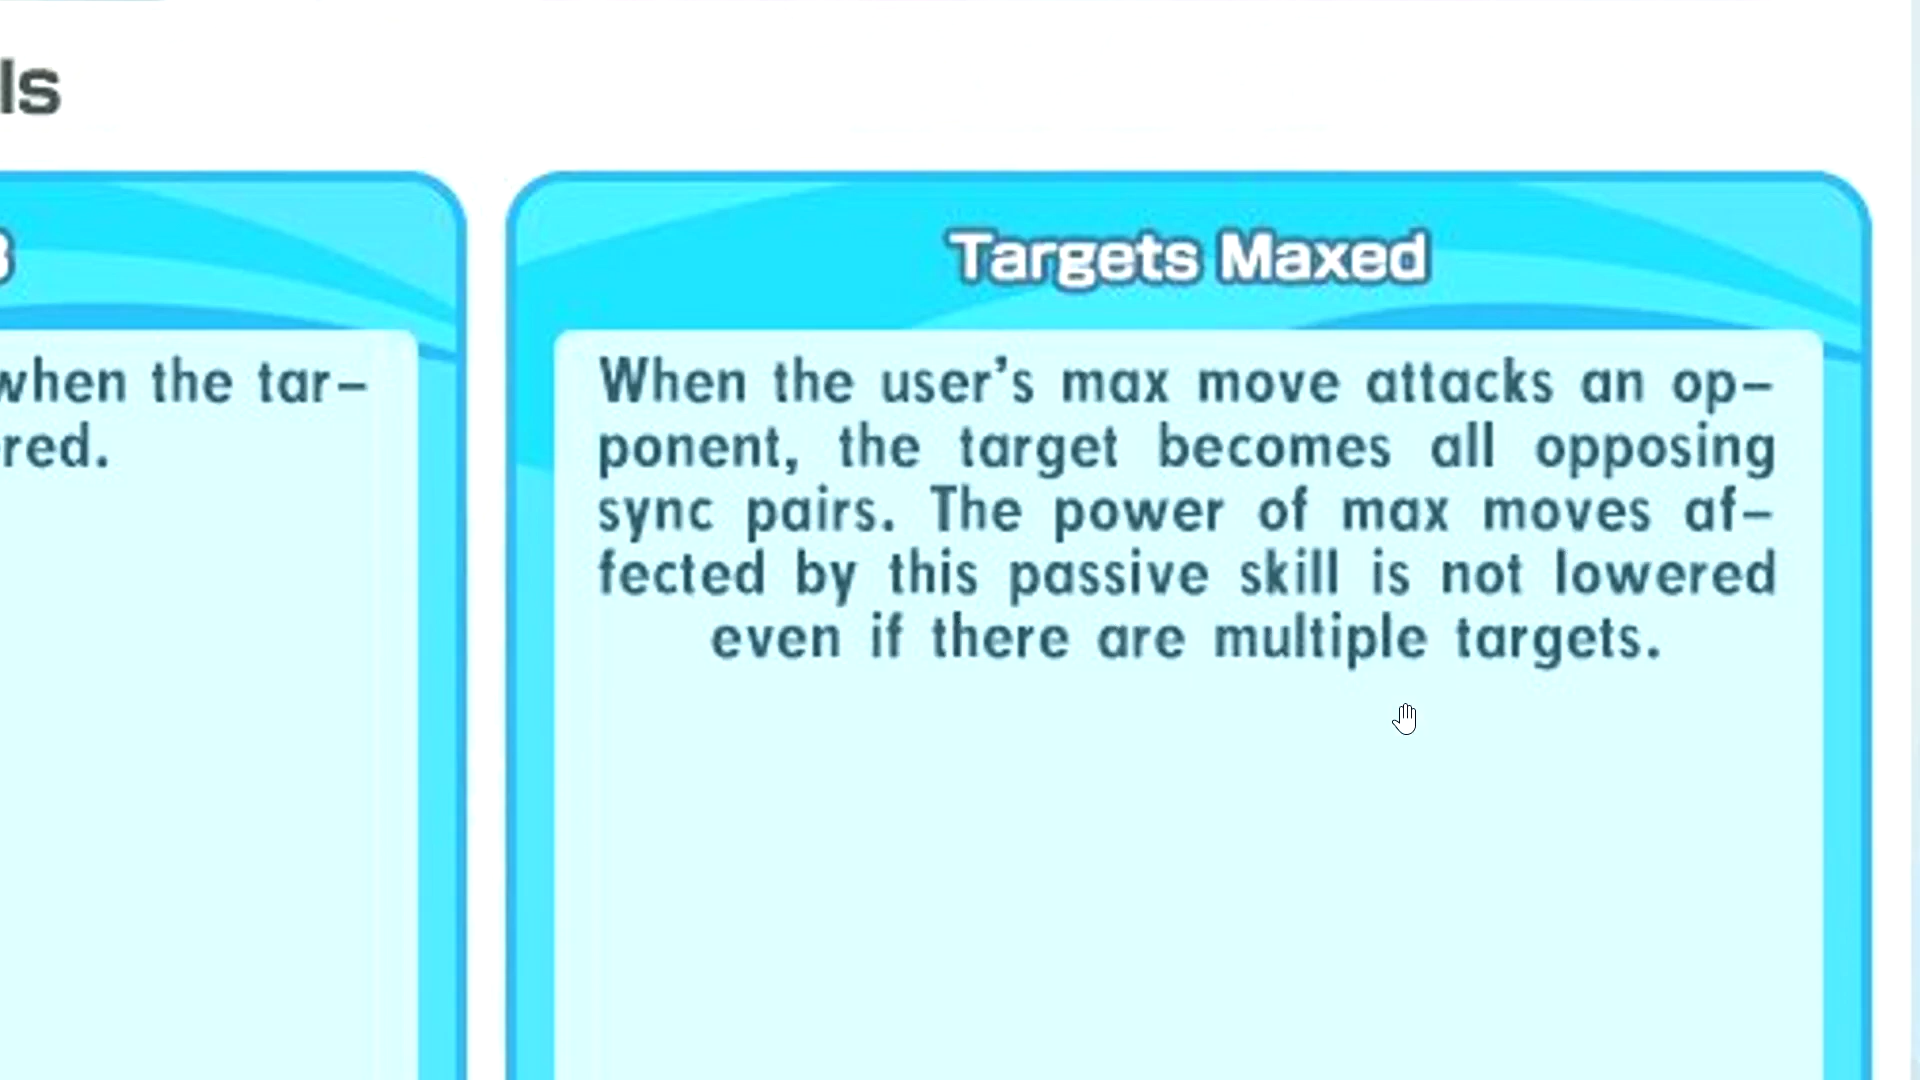 ls
when the tar-
red.
Targets Maxed
When the user's max move attacks an op-
ponent, the target becomes all opposing
sync pairs. The power of max moves af-
fected by this passive skill is not lowered
even if there are multiple targets.